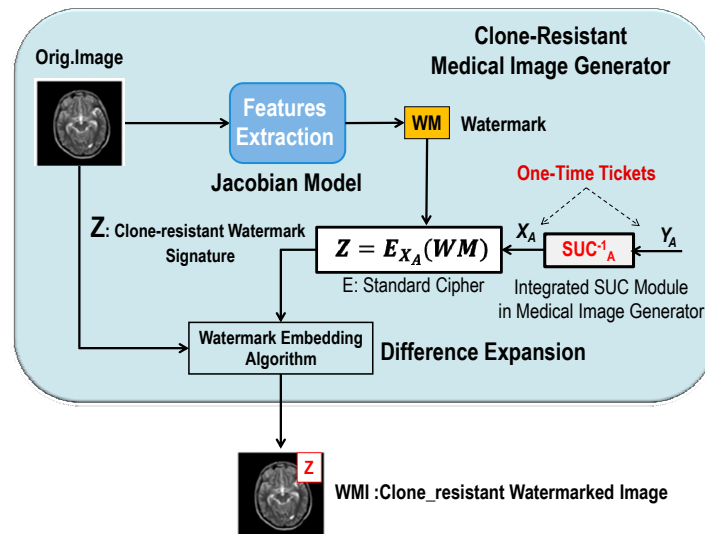 Clone-Resistant
Medical Image Generator
Orig.Image
Features
Extraction
WM
Watermark
Jacobian Model
One-Time Tickets
Z: Clone-resistant Watermark
Signature
Z = E_{X_A}(WM)
X_A
SUC⁻¹_A
Y_A
E: Standard Cipher
Integrated SUC Module
in Medical Image Generator
Watermark Embedding
Algorithm
Difference Expansion
Z
WMI :Clone_resistant Watermarked Image